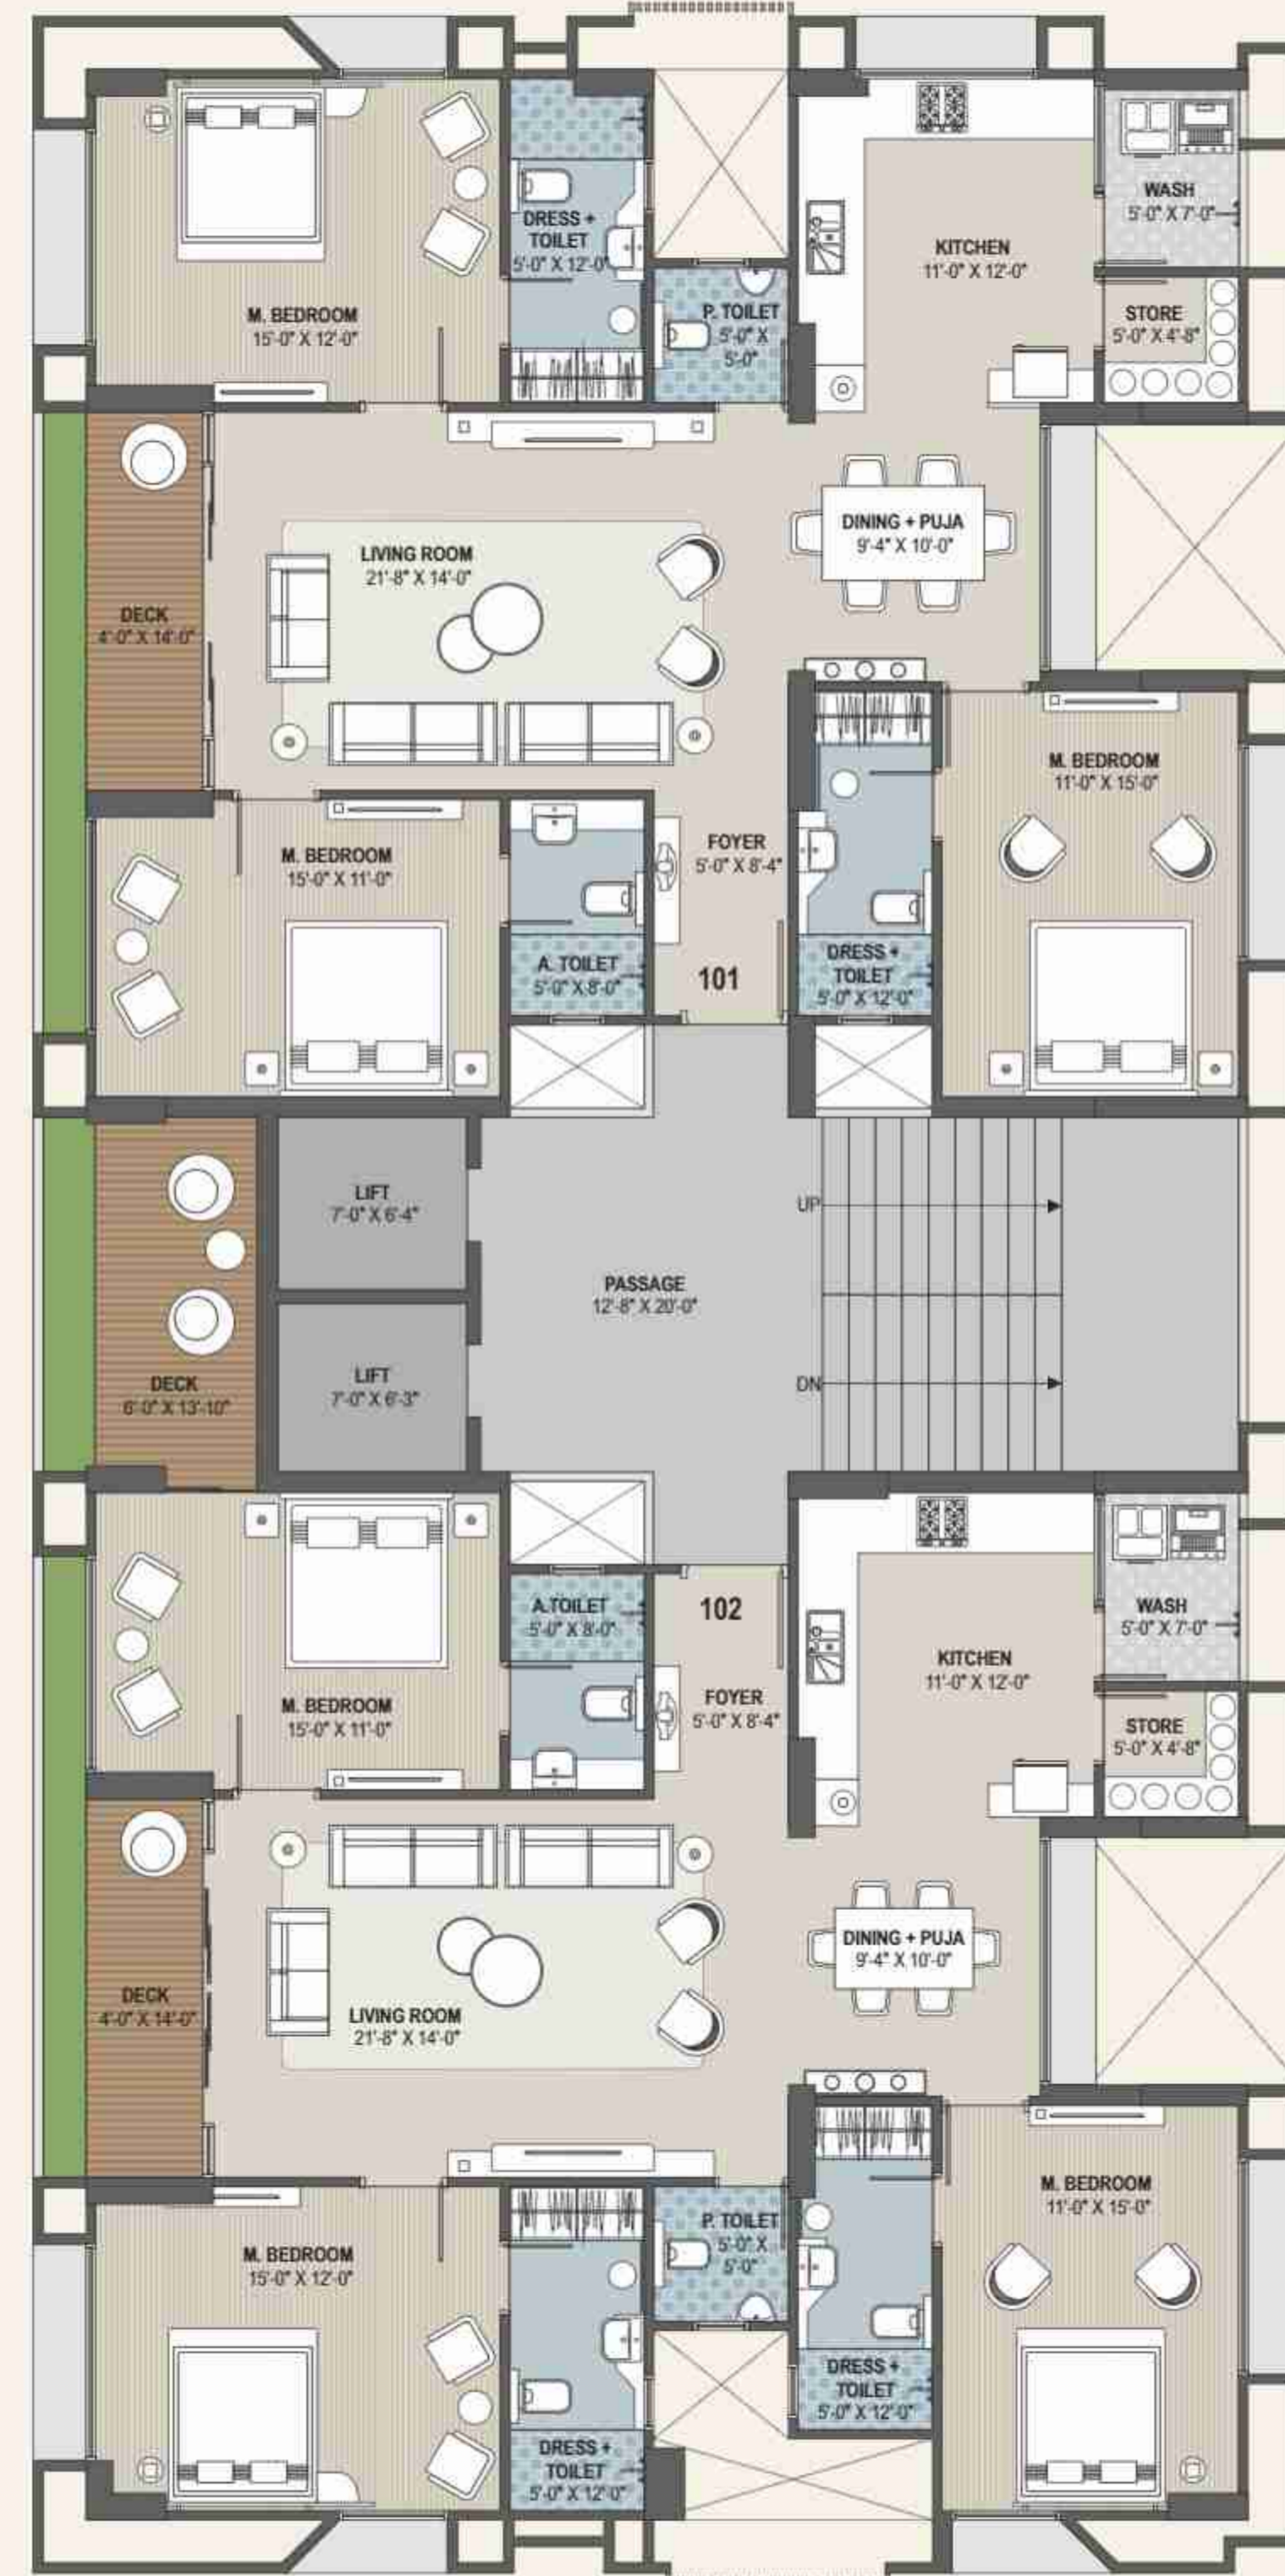 DRESS +
TOILET
5'-0" X 12'-0"
WASH
5'-0" X 7'-0"
KITCHEN
11'-0" X 12'-0"
M. BEDROOM
15'-0" X 12'-0"
P. TOILET
5'-0" X
5'-0"
STORE
5'-0" X 4'-8"
LIVING ROOM
21'-8" X 14'-0"
DINING + PUJA
9'-4" X 10'-0"
DECK
4'-0" X 14'-0"
M. BEDROOM
11'-0" X 15'-0"
M. BEDROOM
15'-0" X 11'-0"
FOYER
5'-0" X 8'-4"
A. TOILET
5'-0" X 8'-0"
101
DRESS +
TOILET
5'-0" X 12'-0"
LIFT
7'-0" X 6'-4"
UP
PASSAGE
12'-8" X 20'-0"
LIFT
7'-0" X 6'-3"
DECK
6'-0" X 13'-10"
DN
A.TOILET
5'-0" X 8'-0"
102
WASH
5'-0" X 7'-0"
KITCHEN
11'-0" X 12'-0"
M. BEDROOM
15'-0" X 11'-0"
FOYER
5'-0" X 8'-4"
STORE
5'-0" X 4'-8"
DINING + PUJA
9'-4" X 10'-0"
DECK
4'-0" X 14'-0"
LIVING ROOM
21'-8" X 14'-0"
M. BEDROOM
11'-0" X 15'-0"
P. TOILET
5'-0" X
5'-0"
M. BEDROOM
15'-0" X 12'-0"
DRESS +
TOILET
5'-0" X 12'-0"
DRESS +
TOILET
5'-0" X 12'-0"